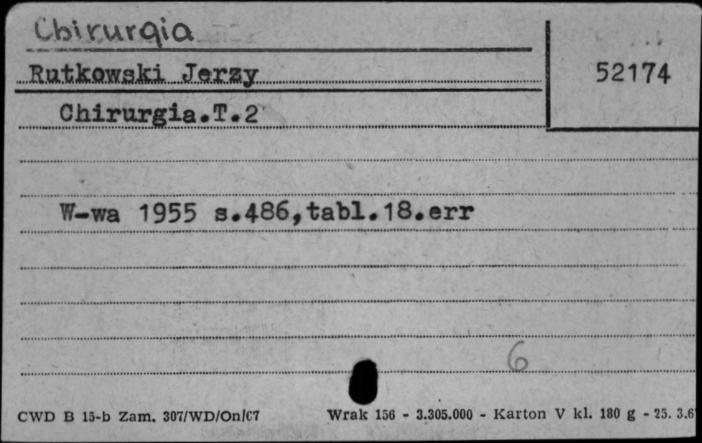 Chirurgia
Rutkowski Jerzy
52174
Chirurgia.T.2
W-wa 1955 s.486,tabl.18.err
6
CWD B 15-b Zam. 307/WD/On/67 Wrak 156 - 3.305.000 - Karton V kl. 180 g - 25. 3.6